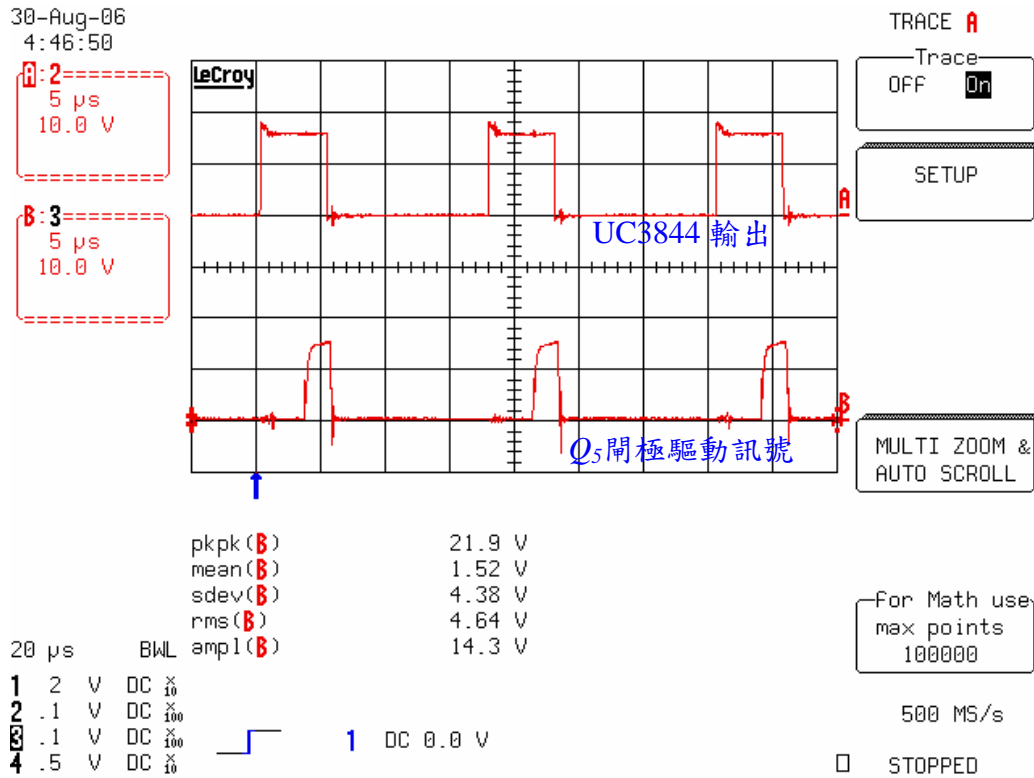 30-Aug-06
4:46:50
A:2
5 µs
10.0 V
B:3
5 µs
10.0 V
LeCroy
A
UC3844 輸出
B
Q5閘極驅動訊號
TRACE A
Trace
OFF On
SETUP
MULTI ZOOM &
AUTO SCROLL
pkpk(B) 21.9 V
mean(B) 1.52 V
sdev(B) 4.38 V
rms(B) 4.64 V
ampl(B) 14.3 V
For Math use
max points
100000
20 µs BWL
1 2 V DC X10
2 .1 V DC X100
3 .1 V DC X100
4 .5 V DC X10
1 DC 0.0 V
500 MS/s
STOPPED